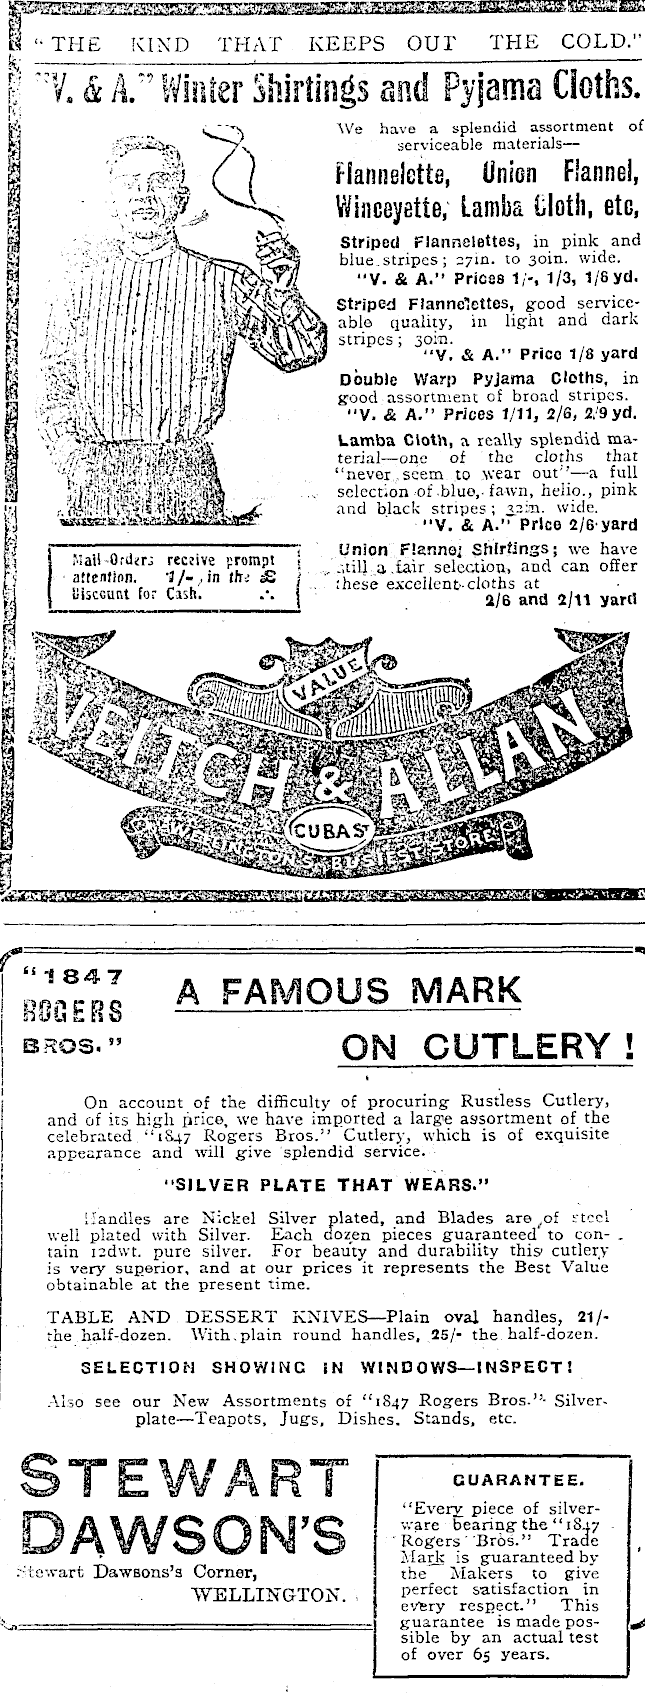 "THE KIND THAT KEEPS OUT THE COLD."
"V. & A." Winter Shirtings and Pyjama Cloths.
We have a splendid assortment of
serviceable materials—
Flannelette, Union Flannel,
Winceyette, Lamba Cloth, etc,
Striped Flannelettes, in pink and
blue stripes; 27in. to 30in. wide.
"V. & A." Prices 1/-, 1/3, 1/6 yd.
Striped Flannelettes, good service-
able quality, in light and dark
stripes; 30in.
"V. & A." Price 1/8 yard
Double Warp Pyjama Cloths, in
good assortment of broad stripes.
"V. & A." Prices 1/11, 2/6, 2/9 yd.
Lamba Cloth, a really splendid ma-
terial—one of the cloths that
"never seem to wear out"—a full
selection of blue, fawn, helio., pink
and black stripes; 32in. wide.
"V. & A." Price 2/6 yard
Union Flannel Shirtings; we have
still a fair selection, and can offer
these excellent cloths at
2/6 and 2/11 yard
Mail Orders receive prompt
attention. 1/- in the £
Discount for Cash.
VALUE
VEITCH & ALLAN
CUBA ST
WELLINGTON'S BUSIEST STORE
"1847
ROGERS
BROS."
A FAMOUS MARK
ON CUTLERY!
On account of the difficulty of procuring Rustless Cutlery,
and of its high price, we have imported a large assortment of the
celebrated "1847 Rogers Bros." Cutlery, which is of exquisite
appearance and will give splendid service.
"SILVER PLATE THAT WEARS."
Handles are Nickel Silver plated, and Blades are of steel
well plated with Silver. Each dozen pieces guaranteed to con-
tain 12dwt. pure silver. For beauty and durability this cutlery
is very superior, and at our prices it represents the Best Value
obtainable at the present time.
TABLE AND DESSERT KNIVES—Plain oval handles, 21/-
the half-dozen. With plain round handles, 25/- the half-dozen.
SELECTION SHOWING IN WINDOWS—INSPECT!
Also see our New Assortments of "1847 Rogers Bros." Silver-
plate—Teapots, Jugs, Dishes, Stands, etc.
STEWART
DAWSON'S
Stewart Dawson's Corner,
WELLINGTON.
GUARANTEE.
"Every piece of silver-
ware bearing the "1847
Rogers Bros." Trade
Mark is guaranteed by
the Makers to give
perfect satisfaction in
every respect." This
guarantee is made pos-
sible by an actual test
of over 65 years.